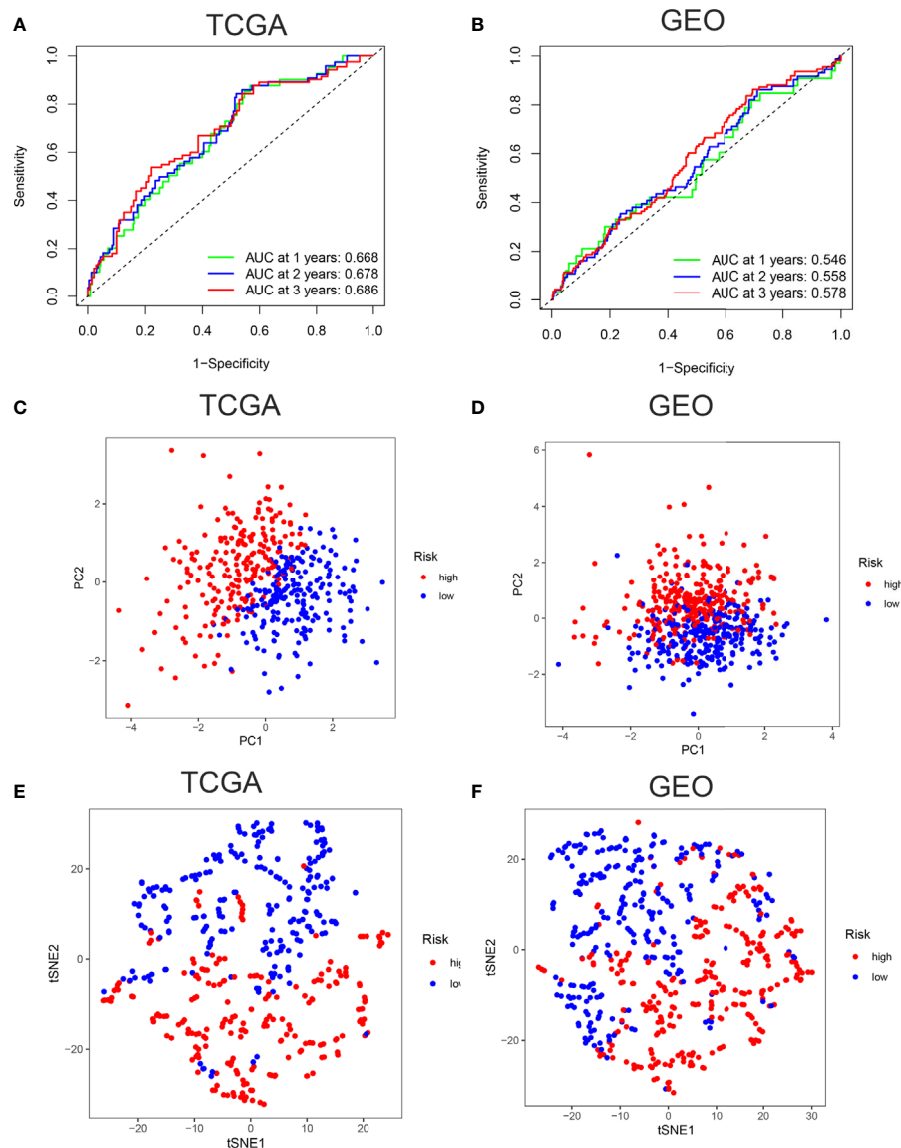 A
TCGA
1.0
0.8
0.6
0.4
0.2
0.0
Sensitivity
AUC at 1 years: 0.668
AUC at 2 years: 0.678
AUC at 3 years: 0.686
0.0 0.2 0.4 0.6 0.8 1.0
1−Specificity
B
GEO
1.0
0.8
0.6
0.4
0.2
0.0
Sensitivity
AUC at 1 years: 0.546
AUC at 2 years: 0.558
AUC at 3 years: 0.578
0.0 0.2 0.4 0.6 0.8 1.0
1−Specificity
C
TCGA
2
0
−2
PC2
−4 −2 0 2
PC1
Risk
high
low
D
GEO
6
4
2
0
−2
PC2
−4 −2 0 2 4
PC1
Risk
high
low
E
TCGA
20
0
−20
tSNE2
−20 −10 0 10 20
tSNE1
Risk
F
GEO
20
0
−20
tSNE2
−20 −10 0 10 20 30
tSNE1
Risk
high
low